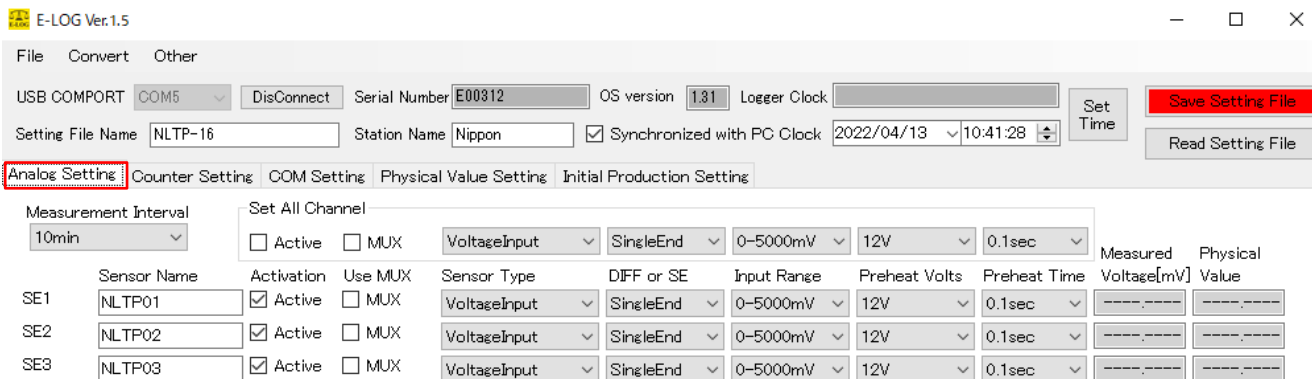 E-LOG Ver.1.5
File Convert Other
USB COMPORT COM5 DisConnect Serial Number E00312 OS version 1.31 Logger Clock Set Time Save Setting File
Setting File Name NLTP-16 Station Name Nippon Synchronized with PC Clock 2022/04/13 10:41:28 Read Setting File
Analog Setting Counter Setting COM Setting Physical Value Setting Initial Production Setting
Measurement Interval Set All Channel
10min Active MUX VoltageInput SingleEnd 0-5000mV 12V 0.1sec
Sensor Name Activation Use MUX Sensor Type DIFF or SE Input Range Preheat Volts Preheat Time Measured Voltage[mV] Physical Value
SE1 NLTP01 Active MUX VoltageInput SingleEnd 0-5000mV 12V 0.1sec ----.---- ----.----
SE2 NLTP02 Active MUX VoltageInput SingleEnd 0-5000mV 12V 0.1sec ----.---- ----.----
SE3 NLTP03 Active MUX VoltageInput SingleEnd 0-5000mV 12V 0.1sec ----.---- ----.----